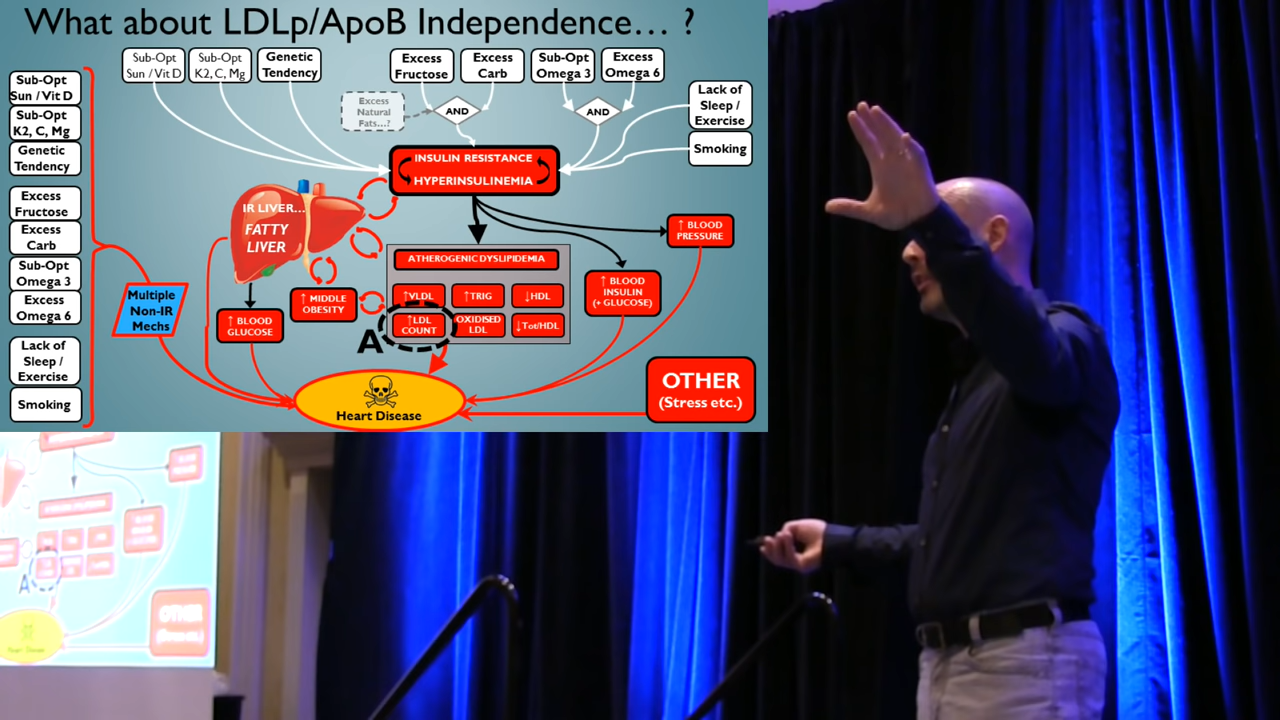 What about LDLp/ApoB Independence… ?
Sub-Opt
Sun / Vit D
Sub-Opt
K2, C, Mg
Genetic
Tendency
Excess
Fructose
Excess
Carb
Sub-Opt
Omega 3
Excess
Omega 6
Sub-Opt
Sun / Vit D
Sub-Opt
K2, C, Mg
Genetic
Tendency
Excess
Fructose
Excess
Carb
Sub-Opt
Omega 3
Excess
Omega 6
Lack of
Sleep /
Exercise
Smoking
Excess
Natural
Fats...?
AND
AND
Lack of
Sleep /
Exercise
Smoking
INSULIN RESISTANCE
HYPERINSULINEMIA
IR LIVER...
FATTY
LIVER
↑ BLOOD
PRESSURE
ATHEROGENIC DYSLIPIDEMIA
↑VLDL
↑TRIG
↓HDL
↑LDL
COUNT
OXIDISED
LDL
↓Tot/HDL
A
↑ BLOOD
INSULIN
(+ GLUCOSE)
↑ MIDDLE
OBESITY
Multiple
Non-IR
Mechs
↑ BLOOD
GLUCOSE
OTHER
(Stress etc.)
Heart Disease
A
OTHER
(Stress etc.)
Heart Disease